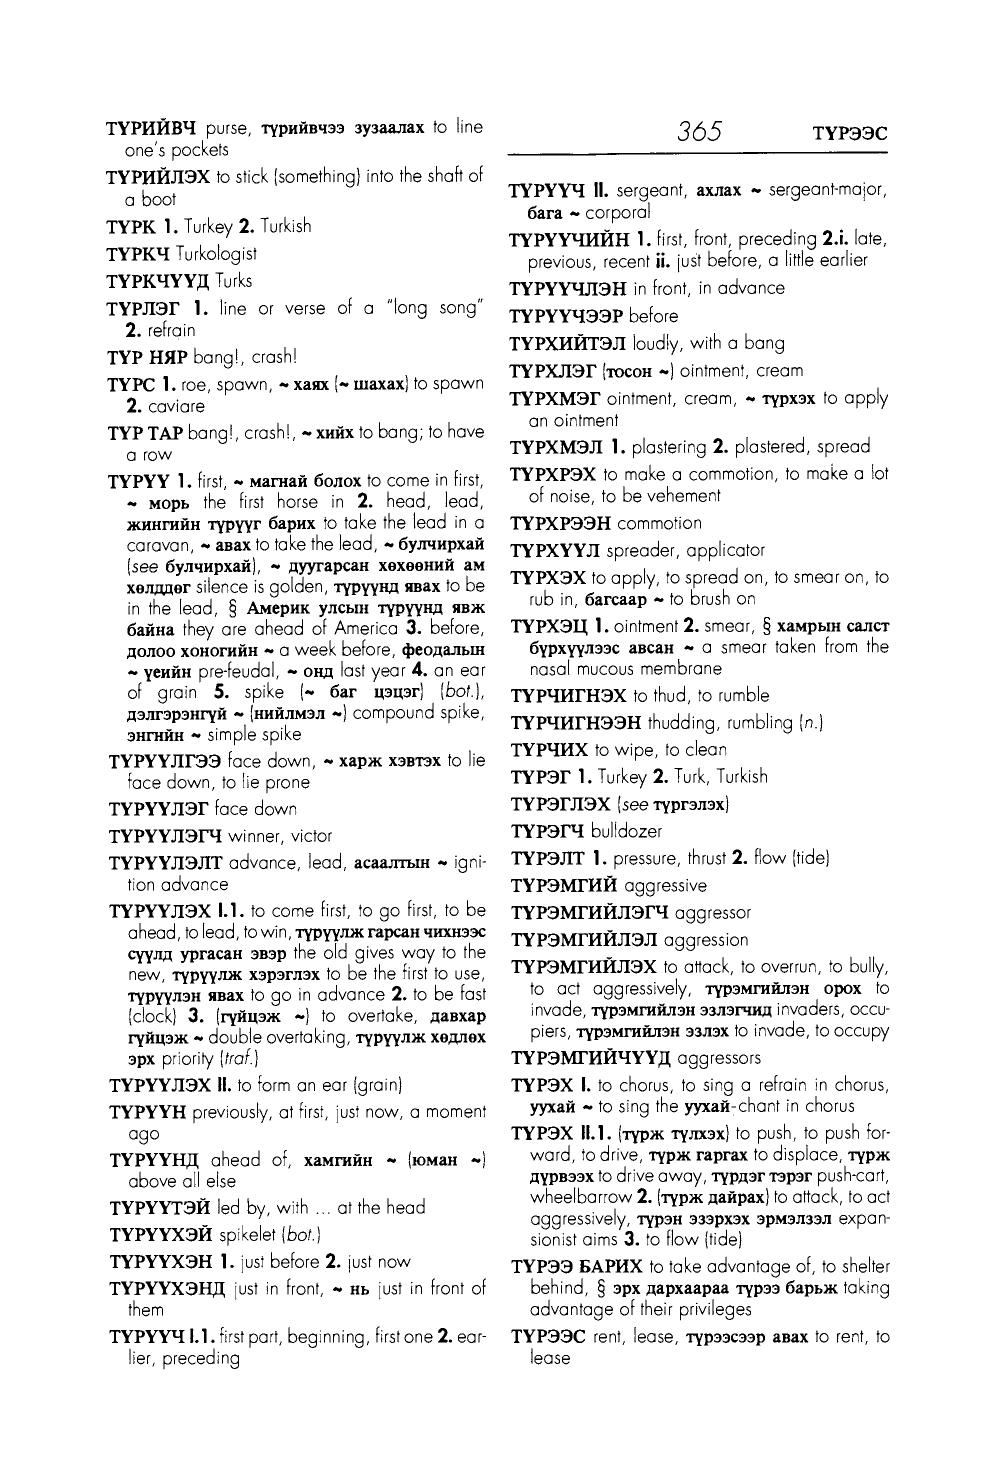 ТҮРИЙВЧ purse, түрийвчээ зузаалах to line
one's pockets
ТҮРИЙЛЭХ to stick (something) into the shaft of
a boot
ТҮРК 1. Turkey 2. Turkish
ТҮРКЧ Turkologist
ТҮРКЧҮҮД Turks
ТҮРЛЭГ 1. line or verse of a "long song"
2. refrain
ТҮР НЯР bang!, crash!
ТҮРС 1. roe, spawn, ~ хаях (~ шахах) to spawn
2. caviare
ТҮР ТАР bang!, crash!, ~ хийх to bang; to have
a row
ТҮРҮҮ 1. first, ~ магнай болох to come in first,
~ морь the first horse in 2. head, lead,
жингийн түрүүг барих to take the lead in a
caravan, ~ авах to take the lead, ~ булчирхай
(see булчирхай), ~ дуугарсан хөхөөний ам
хөлддөг silence is golden, түрүүнд явах to be
in the lead, § Америк улсын түрүүнд явж
байна they are ahead of America 3. before,
долоо хоногийн ~ a week before, феодалын
~ үеийн pre-feudal, ~ онд last year 4. an ear
of grain 5. spike (~ баг цэцэг) (bot.),
дэлгэрэнгүй ~ (нийлмэл ~) compound spike,
энгийн ~ simple spike
ТҮРҮҮЛГЭЭ face down, ~ харж хэвтэх to lie
face down, to lie prone
ТҮРҮҮЛЭГ face down
ТҮРҮҮЛЭГЧ winner, victor
ТҮРҮҮЛЭЛТ advance, lead, асаалтын ~ igni-
tion advance
ТҮРҮҮЛЭХ I.1. to come first, to go first, to be
ahead, to lead, to win, түрүүлж гарсан чихнээс
сүүлд ургасан эвэр the old gives way to the
new, түрүүлж хэрэглэх to be the first to use,
түрүүлэн явах to go in advance 2. to be fast
(clock) 3. (гүйцэж ~) to overtake, давхар
гүйцэж ~ double overtaking, түрүүлж хөдлөх
эрх priority (traf.)
ТҮРҮҮЛЭХ II. to form an ear (grain)
ТҮРҮҮН previously, at first, just now, a moment
ago
ТҮРҮҮНД ahead of, хамгийн ~ (юман ~)
above all else
ТҮРҮҮТЭЙ led by, with ... at the head
ТҮРҮҮХЭЙ spikelet (bot.)
ТҮРҮҮХЭН 1. just before 2. just now
ТҮРҮҮХЭНД just in front, ~ нь just in front of
them
ТҮРҮҮЧ I.1. first part, beginning, first one 2. ear-
lier, preceding
365 ТҮРЭЭС
ТҮРҮҮЧ II. sergeant, ахлах ~ sergeant-major,
бага ~ corporal
ТҮРҮҮЧИЙН 1. first, front, preceding 2.i. late,
previous, recent ii. just before, a little earlier
ТҮРҮҮЧЛЭН in front, in advance
ТҮРҮҮЧЭЭР before
ТҮРХИЙТЭЛ loudly, with a bang
ТҮРХЛЭГ (тосон ~) ointment, cream
ТҮРХМЭГ ointment, cream, ~ түрхэх to apply
an ointment
ТҮРХМЭЛ 1. plastering 2. plastered, spread
ТҮРХРЭХ to make a commotion, to make a lot
of noise, to be vehement
ТҮРХРЭЭН commotion
ТҮРХҮҮЛ spreader, applicator
ТҮРХЭХ to apply, to spread on, to smear on, to
rub in, багсаар ~ to brush on
ТҮРХЭЦ 1. ointment 2. smear, § хамрын салст
бүрхүүлээс авсан ~ a smear taken from the
nasal mucous membrane
ТҮРЧИГНЭХ to thud, to rumble
ТҮРЧИГНЭЭН thudding, rumbling (n.)
ТҮРЧИХ to wipe, to clean
ТҮРЭГ 1. Turkey 2. Turk, Turkish
ТҮРЭГЛЭХ (see түргэлэх)
ТҮРЭГЧ bulldozer
ТҮРЭЛТ 1. pressure, thrust 2. flow (tide)
ТҮРЭМГИЙ aggressive
ТҮРЭМГИЙЛЭГЧ aggressor
ТҮРЭМГИЙЛЭЛ aggression
ТҮРЭМГИЙЛЭХ to attack, to overrun, to bully,
to act aggressively, түрэмгийлэн орох to
invade, түрэмгийлэн эзлэгчид invaders, occu-
piers, түрэмгийлэн эзлэх to invade, to occupy
ТҮРЭМГИЙЧҮҮД aggressors
ТҮРЭХ I. to chorus, to sing a refrain in chorus,
уухай ~ to sing the уухай-chant in chorus
ТҮРЭХ II.1. (түрж түлхэх) to push, to push for-
ward, to drive, түрж гаргах to displace, түрж
дүрвээх to drive away, түрдэг тэрэг push-cart,
wheelbarrow 2. (түрж дайрах) to attack, to act
aggressively, түрэн эзэрхэх эрмэлзэл expan-
sionist aims 3. to flow (tide)
ТҮРЭЭ БАРИХ to take advantage of, to shelter
behind, § эрх дархаараа түрээ барьж taking
advantage of their privileges
ТҮРЭЭС rent, lease, түрээсээр авах to rent, to
lease